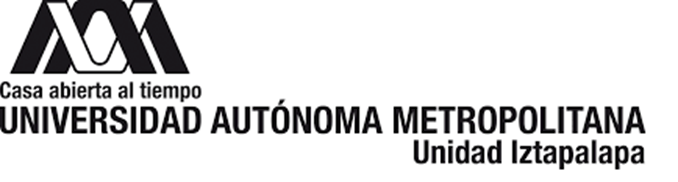 Casa abierta al tiempo
UNIVERSIDAD AUTÓNOMA METROPOLITANA
Unidad Iztapalapa